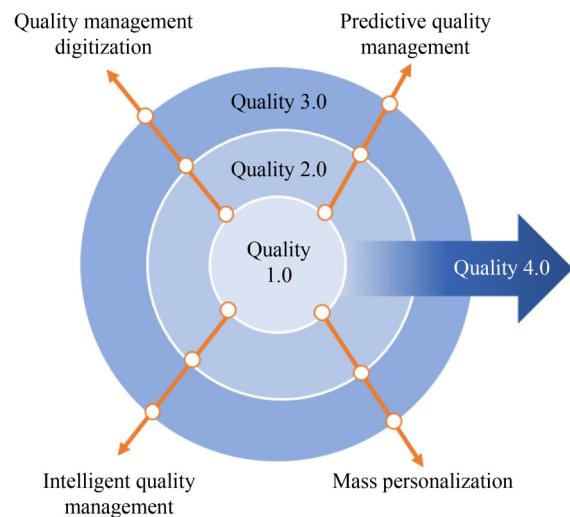 Quality management
digitization
Predictive quality
management
Quality 3.0
Quality 2.0
Quality
1.0
Quality 4.0
Intelligent quality
management
Mass personalization